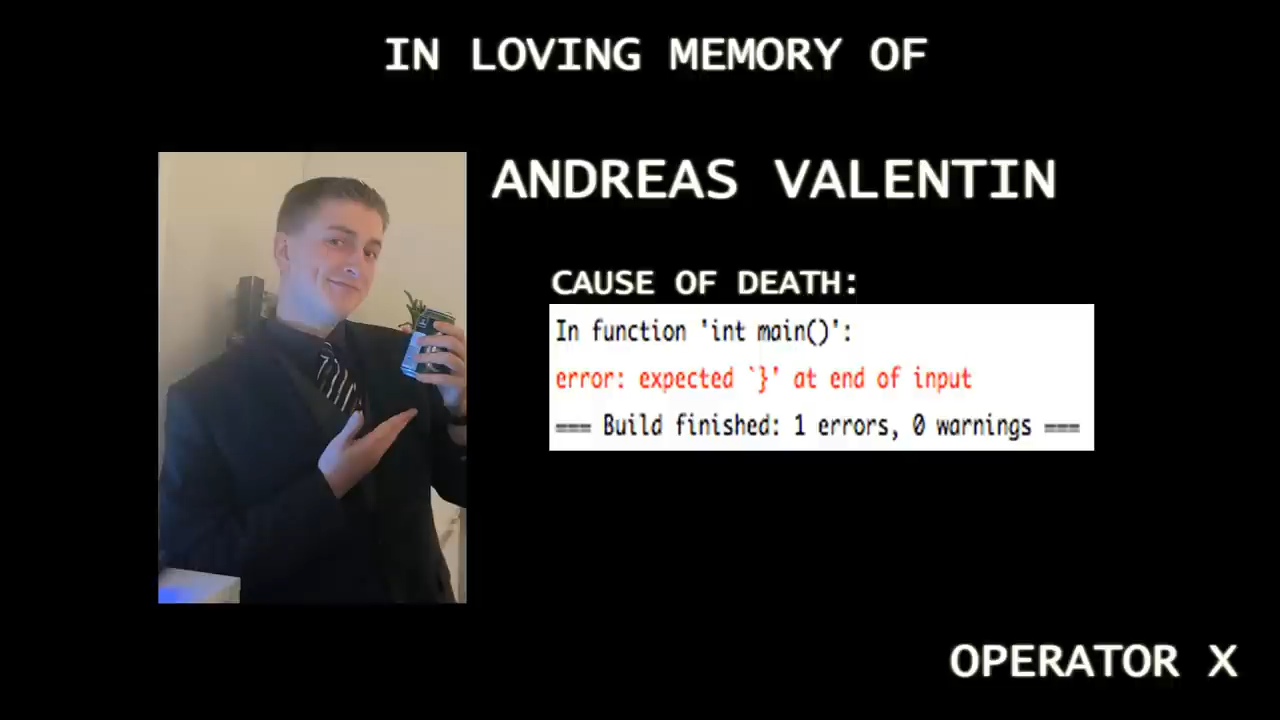 IN LOVING MEMORY OF
ANDREAS VALENTIN
CAUSE OF DEATH:
In function 'int main()':
error: expected `}' at end of input
=== Build finished: 1 errors, 0 warnings ===
OPERATOR X